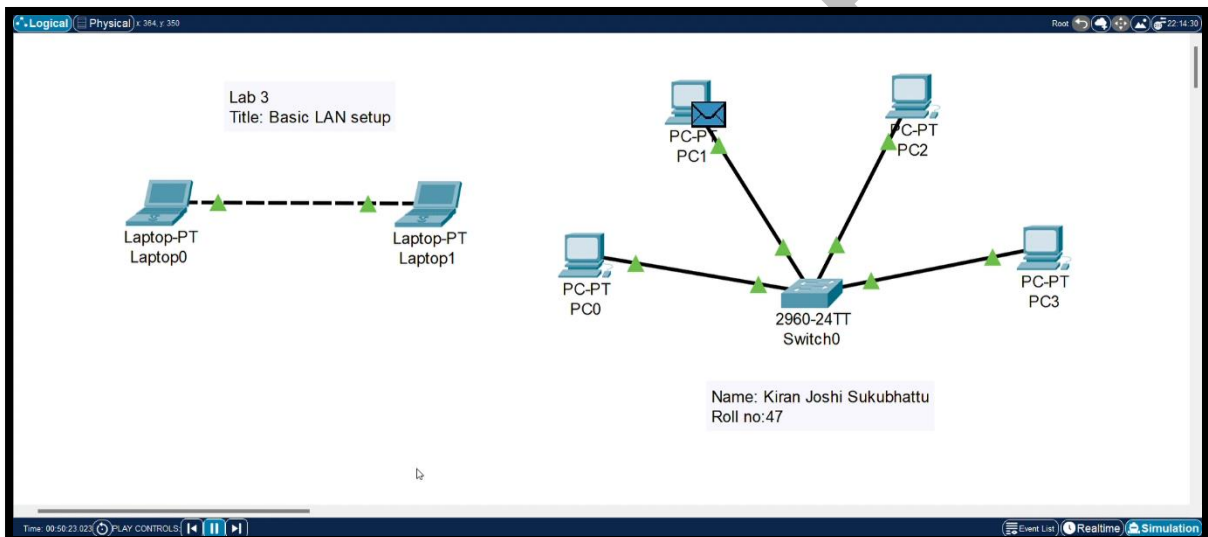 Logical
Physical
x: 364, y: 350
Root
22:14:30
Lab 3
Title: Basic LAN setup
Laptop-PT
Laptop0
Laptop-PT
Laptop1
PC-PT
PC1
PC-PT
PC2
PC-PT
PC0
PC-PT
PC3
2960-24TT
Switch0
Name: Kiran Joshi Sukubhattu
Roll no:47
Time: 00:50:23.023
PLAY CONTROLS:
Event List
Realtime
Simulation